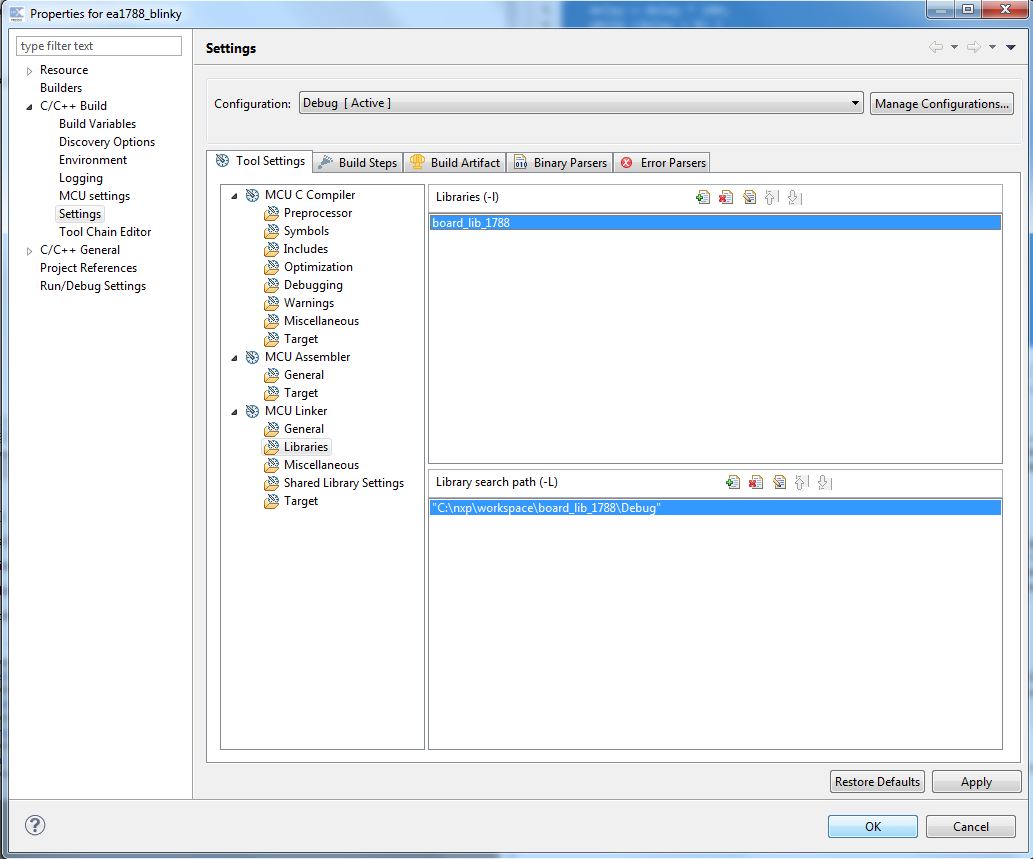 Properties for ea1788_blinky
type filter text
Resource
Builders
C/C++ Build
Build Variables
Discovery Options
Environment
Logging
MCU settings
Settings
Tool Chain Editor
C/C++ General
Project References
Run/Debug Settings
Settings
Configuration: Debug [ Active ] Manage Configurations...
Tool Settings Build Steps Build Artifact Binary Parsers Error Parsers
MCU C Compiler
Preprocessor
Symbols
Includes
Optimization
Debugging
Warnings
Miscellaneous
Target
MCU Assembler
General
Target
MCU Linker
General
Libraries
Miscellaneous
Shared Library Settings
Target
Libraries (-l)
board_lib_1788
Library search path (-L)
"C:\nxp\workspace\board_lib_1788\Debug"
Restore Defaults Apply
OK Cancel